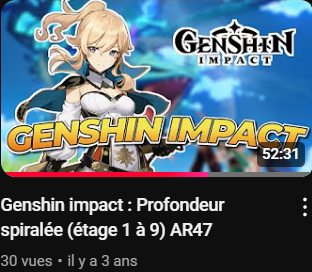 GENSHIN
IMPACT
GENSHIN IMPACT
52:31
Genshin impact : Profondeur
spiralée (étage 1 à 9) AR47
30 vues • il y a 3 ans